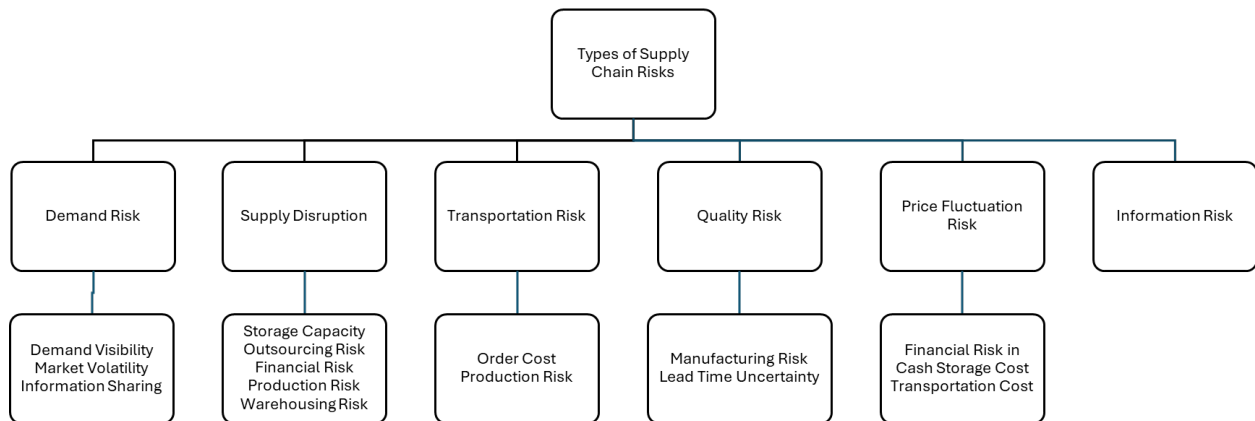 Types of Supply
Chain Risks
Demand Risk
Supply Disruption
Transportation Risk
Quality Risk
Price Fluctuation
Risk
Information Risk
Demand Visibility
Market Volatility
Information Sharing
Storage Capacity
Outsourcing Risk
Financial Risk
Production Risk
Warehousing Risk
Order Cost
Production Risk
Manufacturing Risk
Lead Time Uncertainty
Financial Risk in
Cash Storage Cost
Transportation Cost